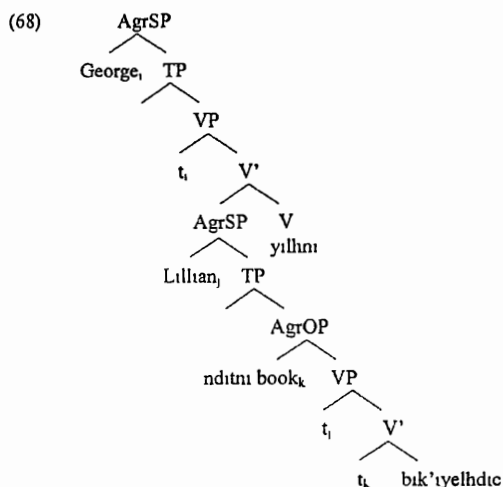 (68)
AgrSP
Georgeᵢ TP
VP
tᵢ V'
AgrSP V
yılhnı
Lıllıanⱼ TP
AgrOP
ndıtnı bookₖ VP
tⱼ V'
tₖ bık'ıyelhdıc